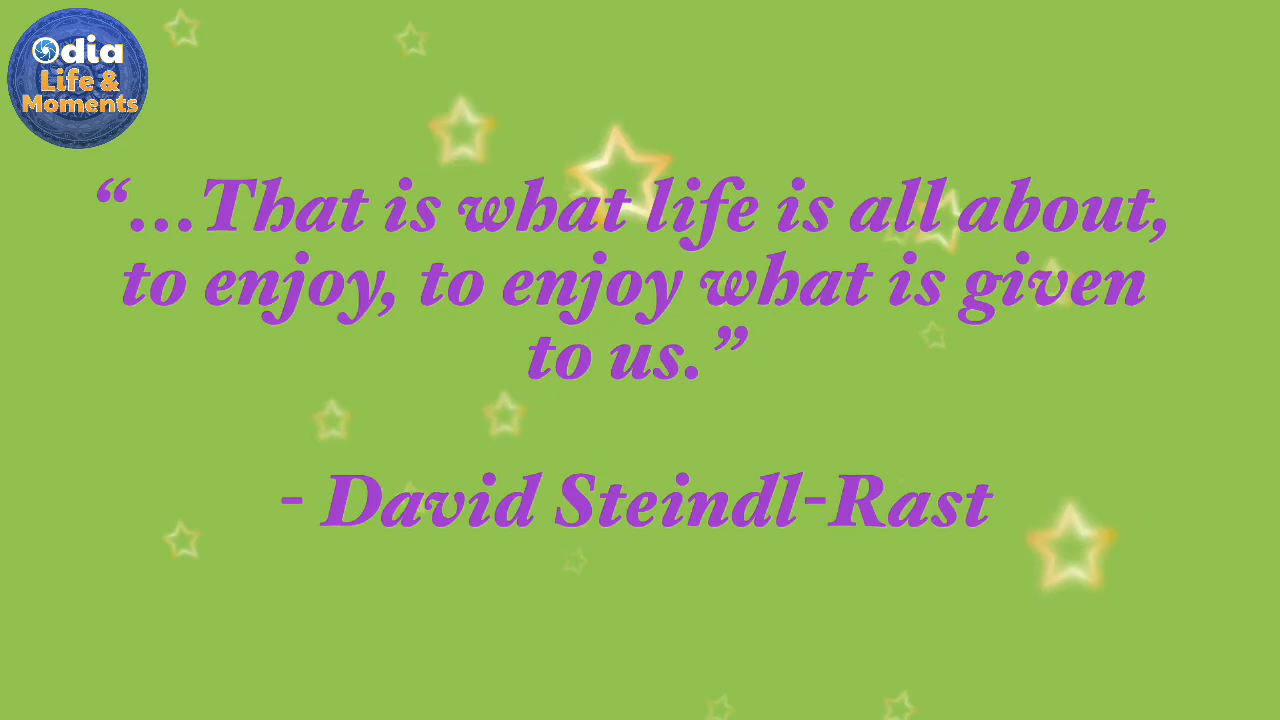 Odia
Life &
Moments
“...That is what life is all about,
to enjoy, to enjoy what is given
to us.”
- David Steindl-Rast